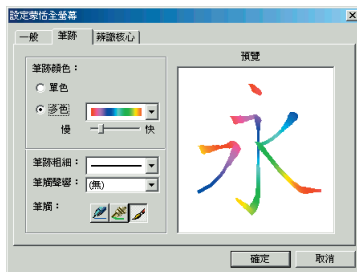 設定蒙恬全螢幕
一般 筆跡 辨識核心
預覽
筆跡顏色：
單色
多色
慢 快
筆跡粗細：
筆觸聲響： (無)
筆觸：
永
確定 取消